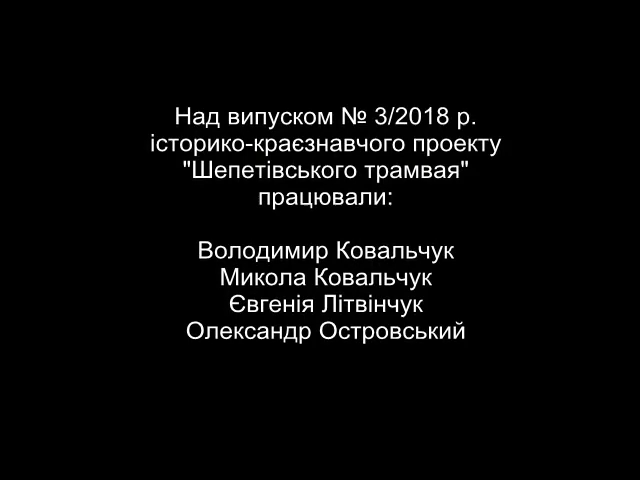 Над випуском № 3/2018 р.
історико-краєзнавчого проекту
"Шепетівського трамвая"
працювали:
Володимир Ковальчук
Микола Ковальчук
Євгенія Літвінчук
Олександр Островський